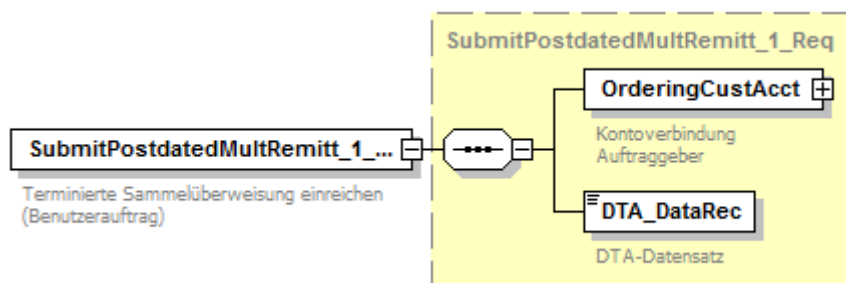 SubmitPostdatedMultRemitt_1_Req
OrderingCustAcct
Kontoverbindung
Auftraggeber
SubmitPostdatedMultRemitt_1_...
Terminierte Sammelüberweisung einreichen
(Benutzerauftrag)
DTA_DataRec
DTA-Datensatz